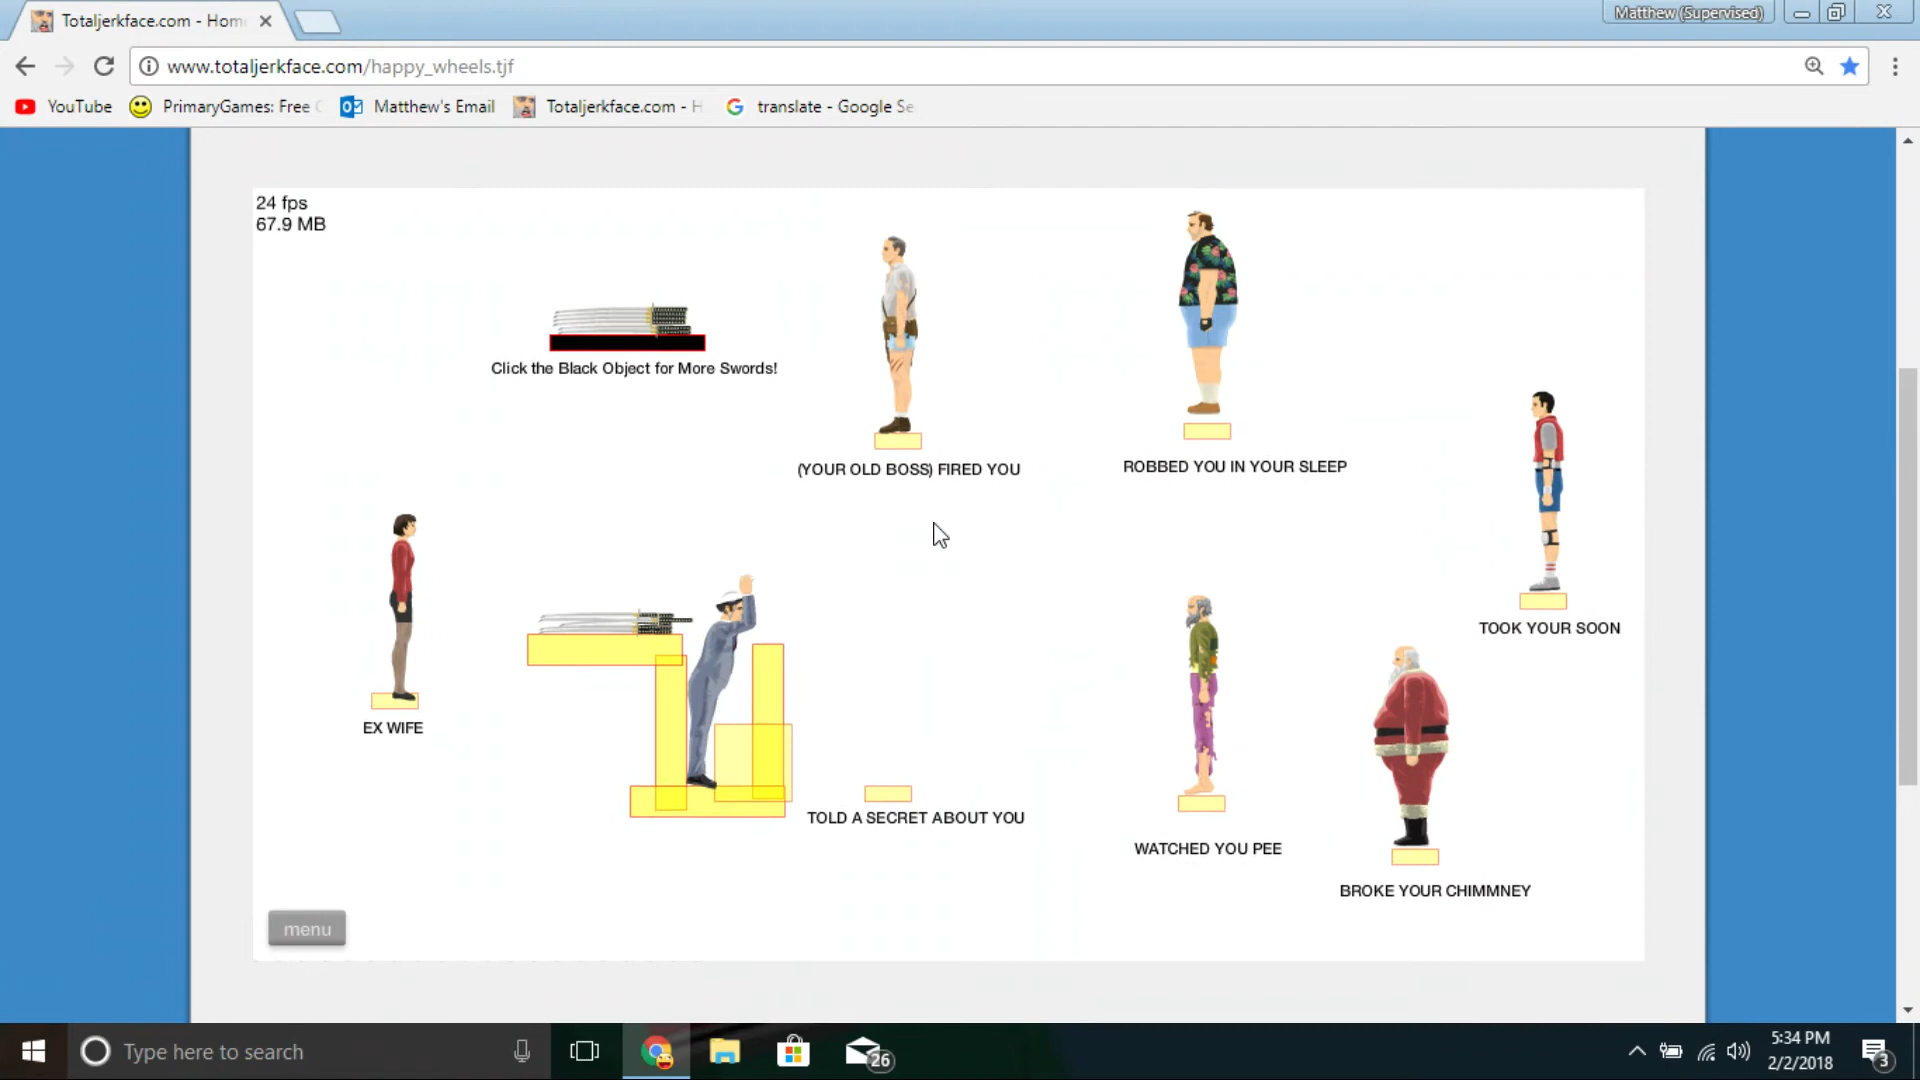 Totaljerkface.com - Hom
Matthew (Supervised)
www.totaljerkface.com/happy_wheels.tjf
YouTube
PrimaryGames: Free
Matthew's Email
Totaljerkface.com - H
translate - Google Se
24 fps
67.9 MB
Click the Black Object for More Swords!
(YOUR OLD BOSS) FIRED YOU
ROBBED YOU IN YOUR SLEEP
TOOK YOUR SOON
EX WIFE
TOLD A SECRET ABOUT YOU
WATCHED YOU PEE
BROKE YOUR CHIMMNEY
menu
Type here to search
26
5:34 PM
2/2/2018
3